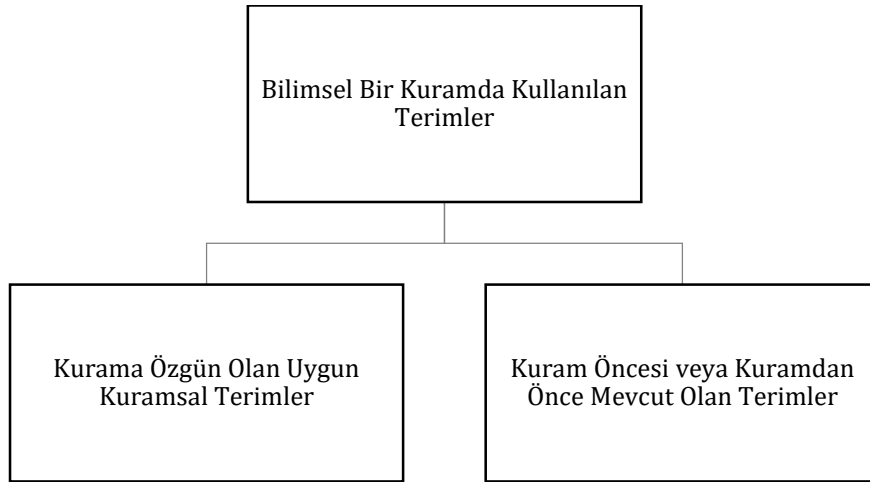 Bilimsel Bir Kuramda Kullanılan
Terimler
Kurama Özgün Olan Uygun
Kuramsal Terimler
Kuram Öncesi veya Kuramdan
Önce Mevcut Olan Terimler